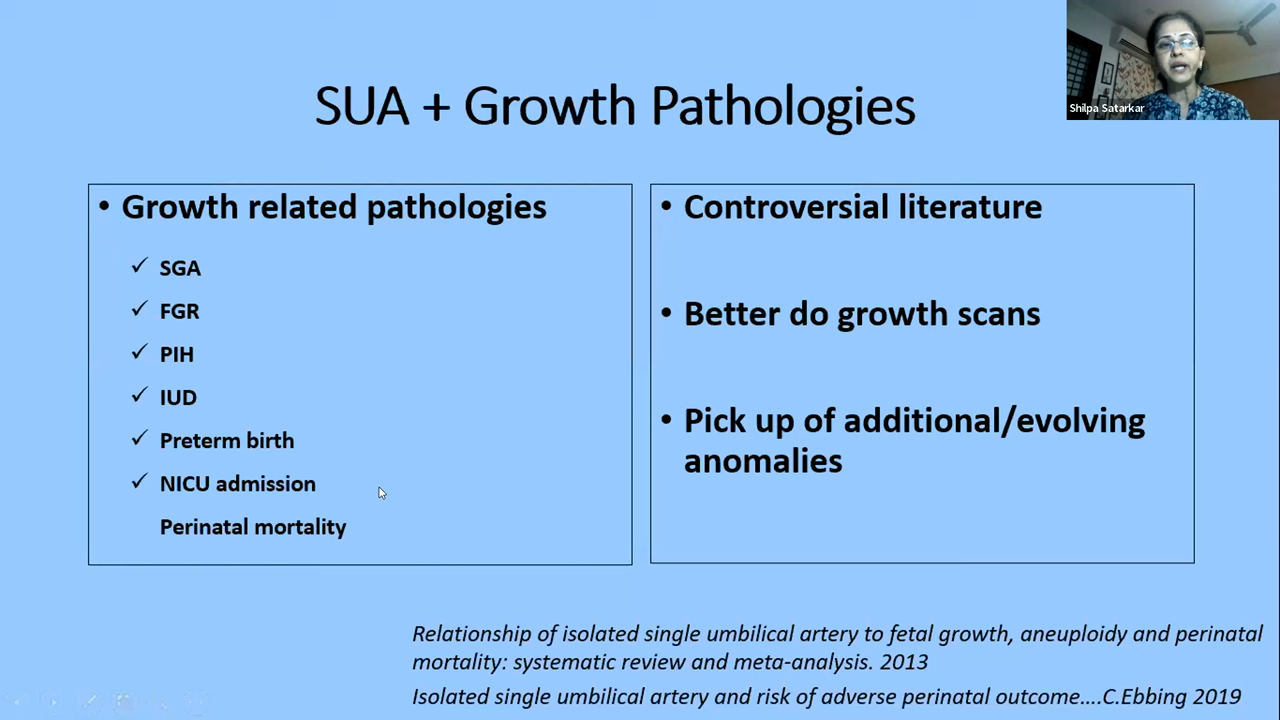 SUA + Growth Pathologies
Shilpa Satarkar
• Growth related pathologies
✓ SGA
✓ FGR
✓ PIH
✓ IUD
✓ Preterm birth
✓ NICU admission
Perinatal mortality
• Controversial literature
• Better do growth scans
• Pick up of additional/evolving
anomalies
Relationship of isolated single umbilical artery to fetal growth, aneuploidy and perinatal
mortality: systematic review and meta-analysis. 2013
Isolated single umbilical artery and risk of adverse perinatal outcome....C.Ebbing 2019